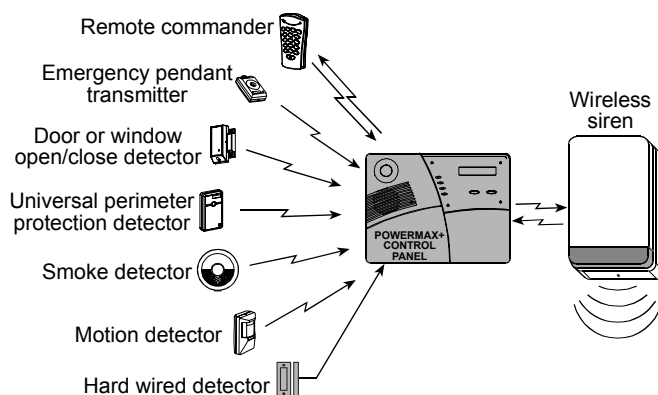 Remote commander
Emergency pendant
transmitter
Door or window
open/close detector
Universal perimeter
protection detector
Smoke detector
Motion detector
Hard wired detector
POWERMAX+
CONTROL
PANEL
Wireless
siren